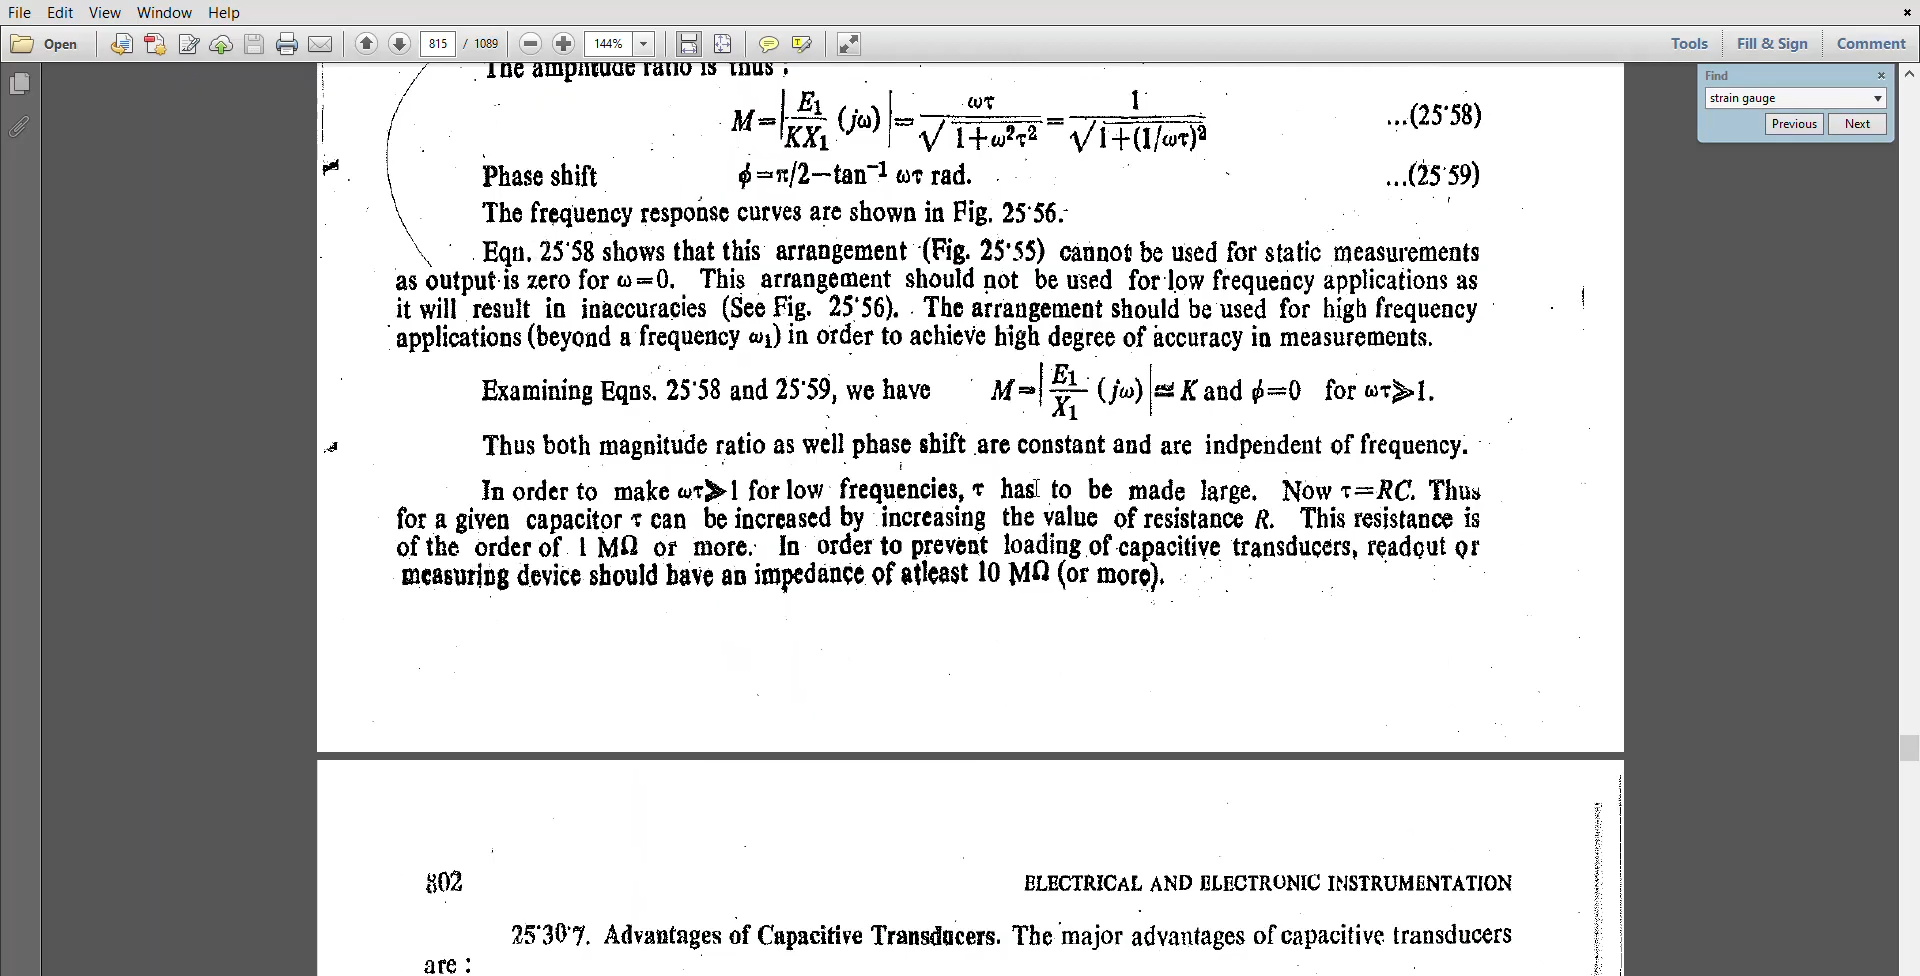 File Edit View Window Help
Open 815 / 1089 144% Tools Fill & Sign Comment
Find
strain gauge
Previous Next
The amplitude ratio is thus :
M=|E1/KX1 (jω)|=ωτ/√1+ω²τ²=1/√1+(1/ωτ)² ...(25·58)
Phase shift φ=π/2−tan⁻¹ ωτ rad. ...(25·59)
The frequency response curves are shown in Fig. 25·56.
Eqn. 25·58 shows that this arrangement (Fig. 25·55) cannot be used for static measurements
as output is zero for ω=0. This arrangement should not be used for low frequency applications as
it will result in inaccuracies (See Fig. 25·56). The arrangement should be used for high frequency
applications (beyond a frequency ω1) in order to achieve high degree of accuracy in measurements.
Examining Eqns. 25·58 and 25·59, we have M=|E1/X1 (jω)|≃K and φ=0 for ωτ≫1.
Thus both magnitude ratio as well phase shift are constant and are indpendent of frequency.
In order to make ωτ≫1 for low frequencies, τ has to be made large. Now τ=RC. Thus
for a given capacitor τ can be increased by increasing the value of resistance R. This resistance is
of the order of 1 MΩ or more. In order to prevent loading of capacitive transducers, readout or
measuring device should have an impedance of atleast 10 MΩ (or more).
802 ELECTRICAL AND ELECTRONIC INSTRUMENTATION
25·30·7. Advantages of Capacitive Transducers. The major advantages of capacitive transducers
are :